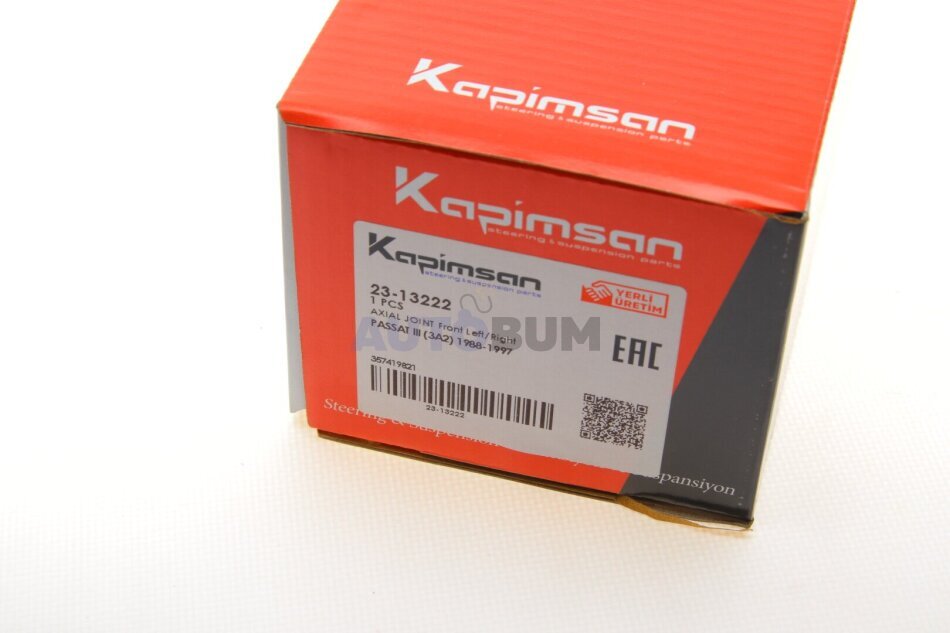 Kapimsan
steering & suspension parts
Kapimsan
steering & suspension parts
Kapimsan
steering & suspension parts
23-13222
1 PCS
AXIAL JOINT Front Left/Right
PASSAT III (3A2) 1988-1997
357419821
23-13222
YERLİ
ÜRETİM
EAC
AUTOBUM
Steering & Suspension
spansiyon